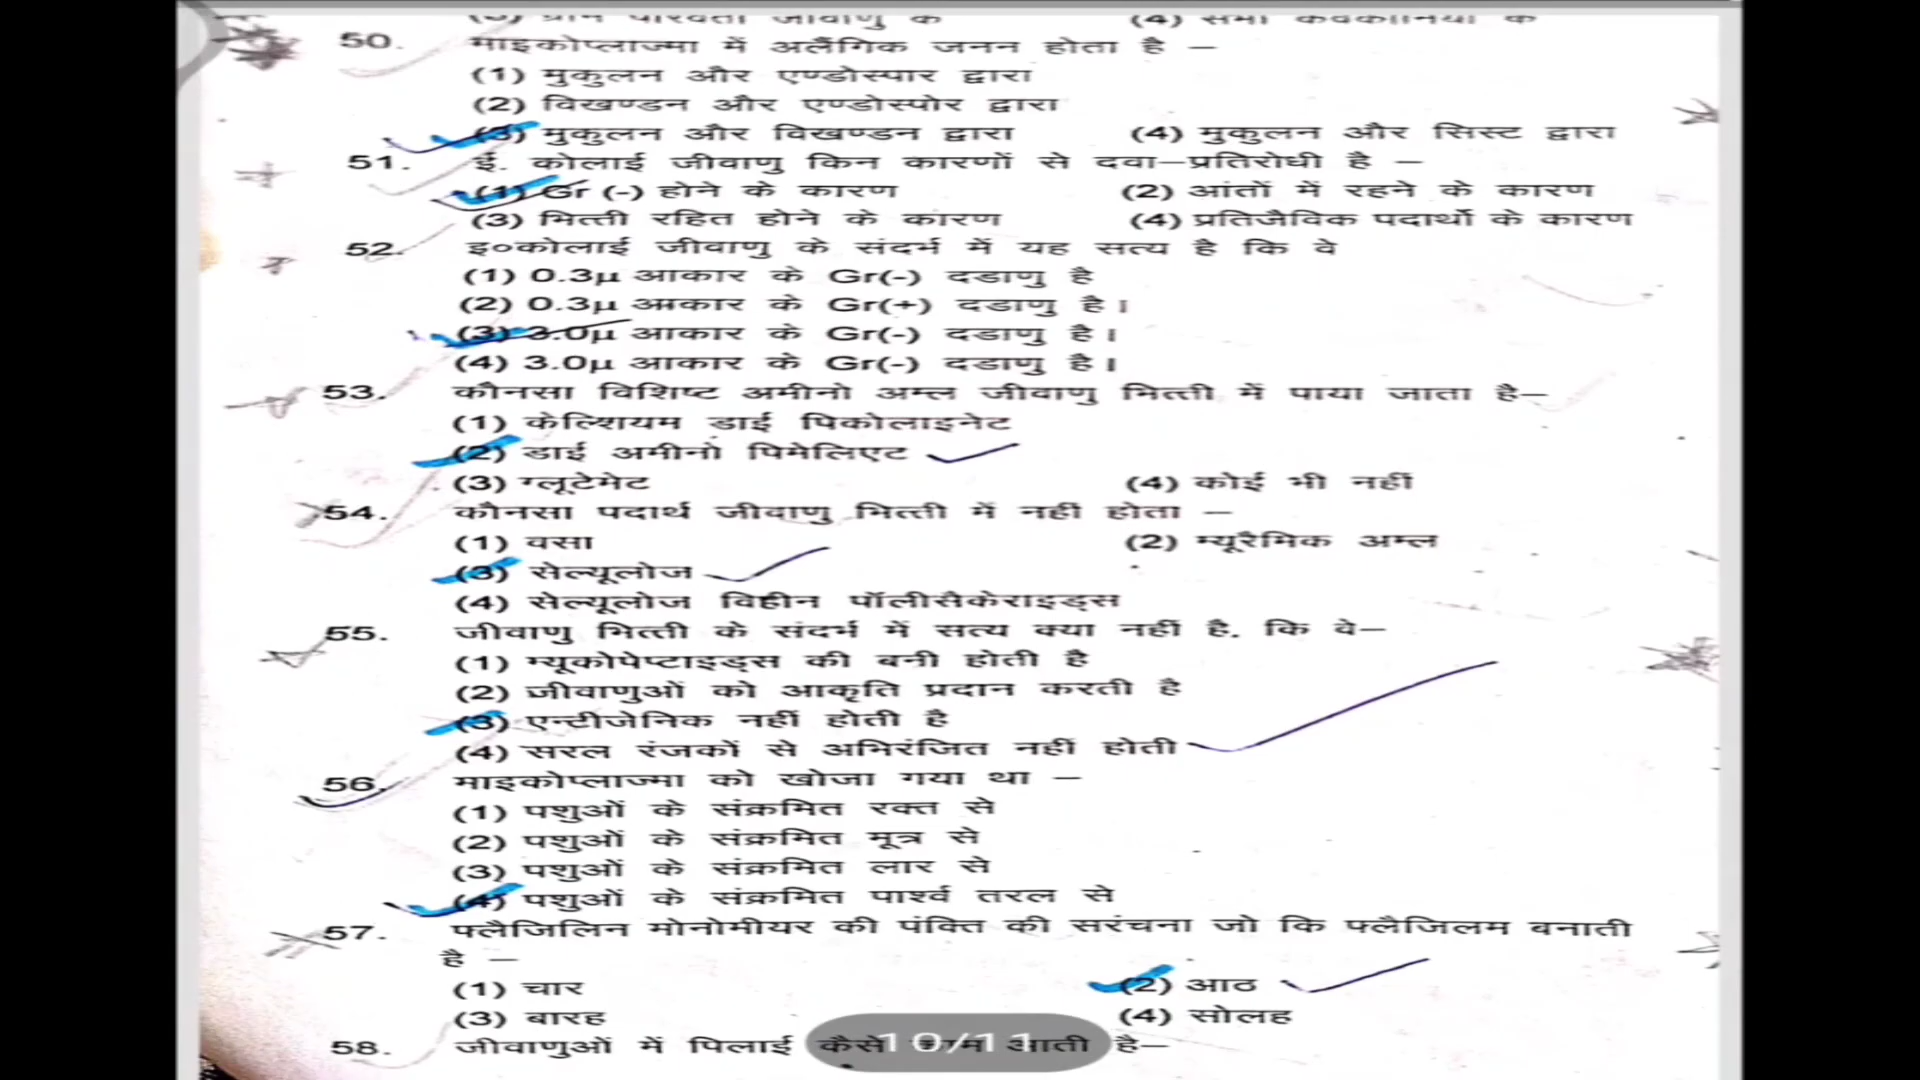 50. माइकोप्लाज्मा में अलैंगिक जनन होता है –
(1) मुकुलन और एण्डोस्पार द्वारा
(2) विखण्डन और एण्डोस्पोर द्वारा
(3) मुकुलन और विखण्डन द्वारा (4) मुकुलन और सिस्ट द्वारा
51. ई. कोलाई जीवाणु किन कारणों से दवा–प्रतिरोधी है –
(1) Gr (-) होने के कारण (2) आंतों में रहने के कारण
(3) भित्ती रहित होने के कारण (4) प्रतिजैविक पदार्थो के कारण
52. इ०कोलाई जीवाणु के संदर्भ में यह सत्य है कि वे
(1) 0.3µ आकार के Gr(-) दडाणु है
(2) 0.3µ आकार के Gr(+) दडाणु है।
(3) 3.0µ आकार के Gr(-) दडाणु है।
(4) 3.0µ आकार के Gr(-) दडाणु है।
53. कौनसा विशिष्ट अमीनो अम्ल जीवाणु भित्ती में पाया जाता है–
(1) केल्शियम डाई पिकोलाइनेट
(2) डाई अमीनो पिमेलिएट
(3) ग्लूटेमेट (4) कोई भी नहीं
54. कौनसा पदार्थ जीवाणु भित्ती में नहीं होता –
(1) वसा (2) म्यूरैमिक अम्ल
(3) सेल्यूलोज
(4) सेल्यूलोज विहीन पॉलीसैकेराइड्स
55. जीवाणु भित्ती के संदर्भ में सत्य क्या नहीं है. कि वे–
(1) म्यूकोपेप्टाइड्स की बनी होती है
(2) जीवाणुओं को आकृति प्रदान करती है
(3) एन्टीजेनिक नहीं होती है
(4) सरल रंजकों से अभिरंजित नहीं होती
56. माइकोप्लाज्मा को खोजा गया था –
(1) पशुओं के संक्रमित रक्त से
(2) पशुओं के संक्रमित मूत्र से
(3) पशुओं के संक्रमित लार से
(4) पशुओं के संक्रमित पार्श्व तरल से
57. फ्लैजिलिन मोनोमीयर की पंक्ति की सरंचना जो कि फ्लैजिलम बनाती
है –
(1) चार (2) आठ
(3) बारह (4) सोलह
58. जीवाणुओं में पिलाई कैसे काम आती है–
10/11